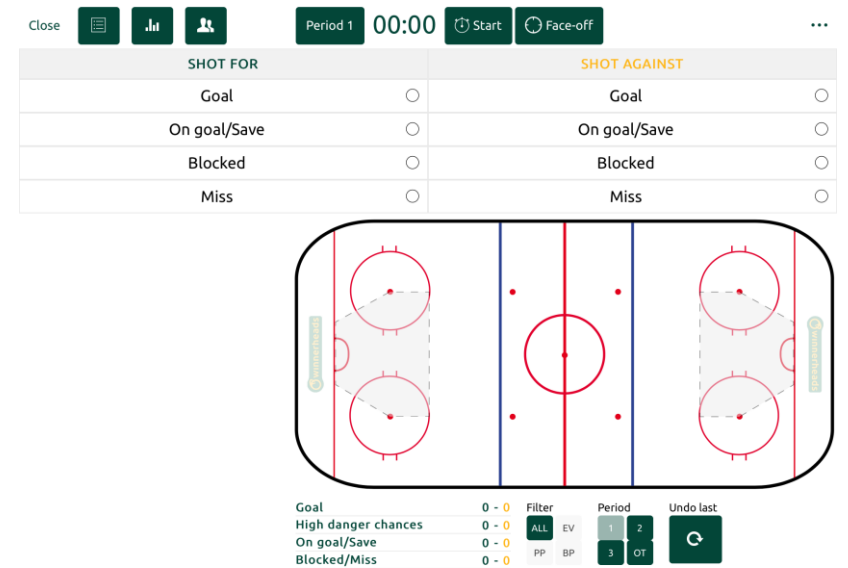 Close Period 1 00:00 Start Face-off ...
SHOT FOR SHOT AGAINST
Goal Goal
On goal/Save On goal/Save
Blocked Blocked
Miss Miss
winnerheads winnerheads
Goal 0 - 0 Filter Period Undo last
High danger chances 0 - 0 ALL EV 1 2
On goal/Save 0 - 0 PP BP 3 OT
Blocked/Miss 0 - 0